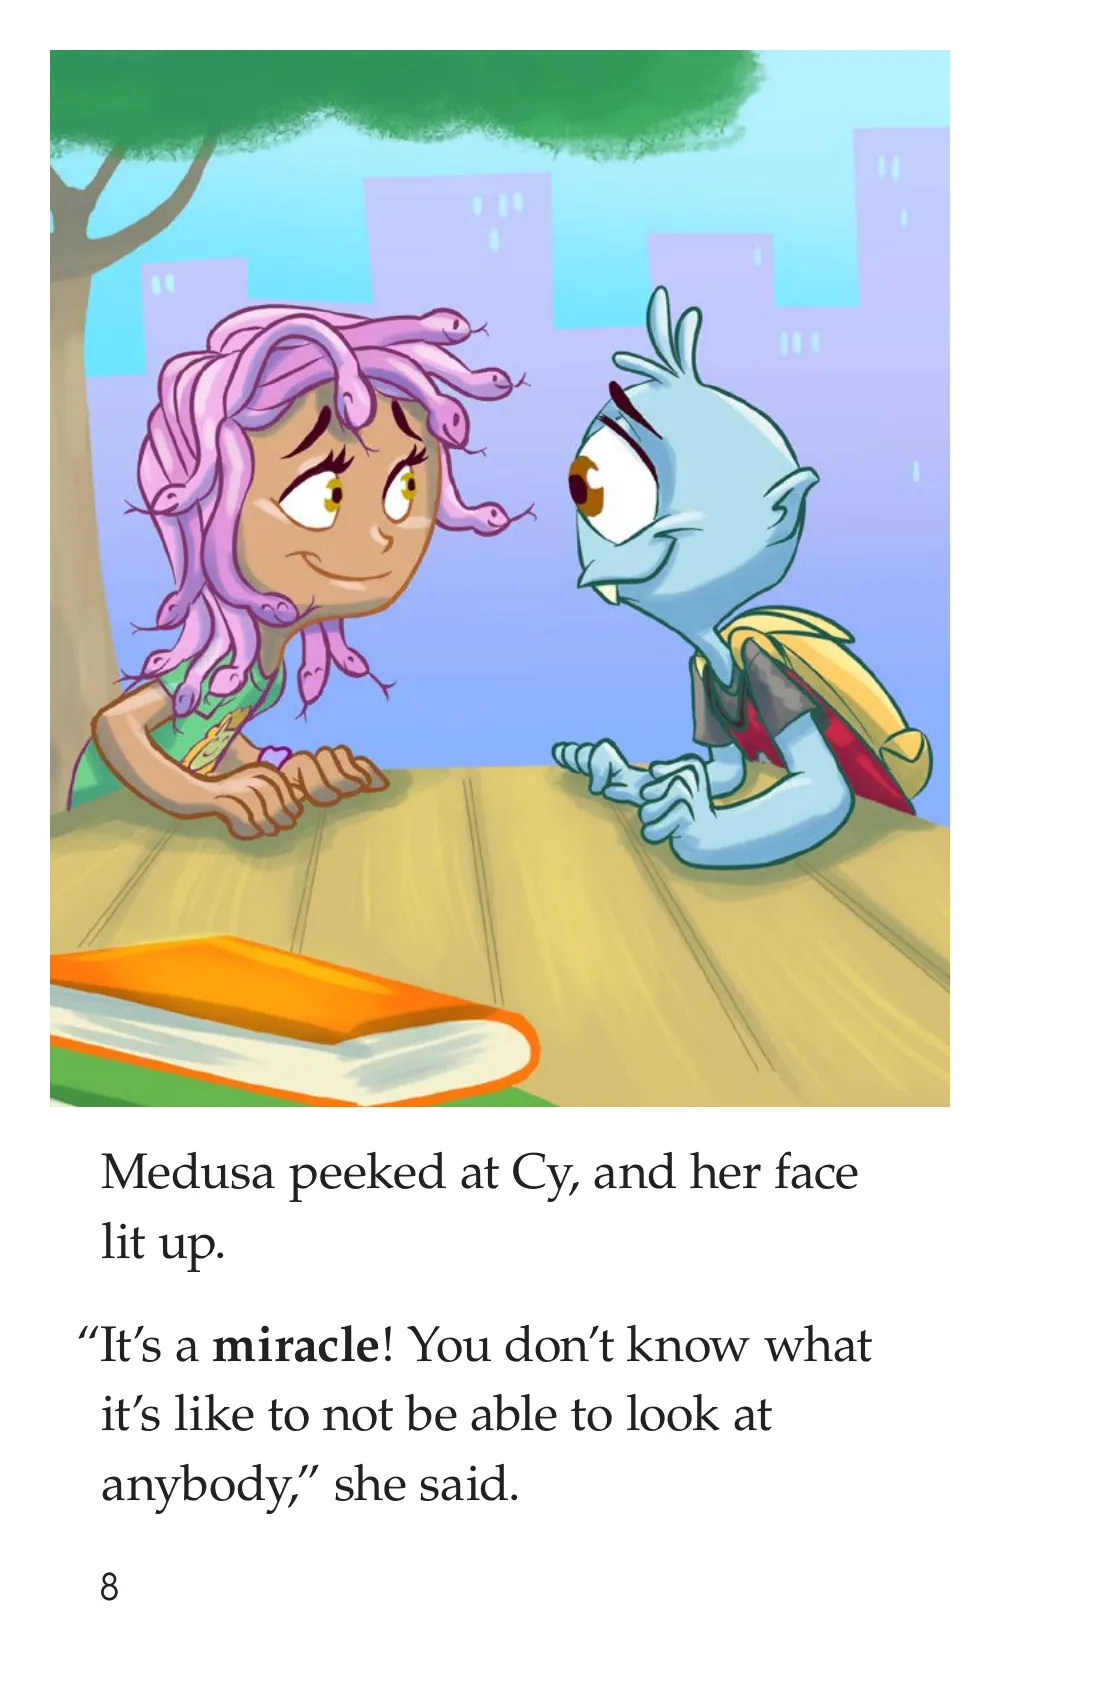 Medusa peeked at Cy, and her face
lit up.
“It’s a miracle! You don’t know what
it’s like to not be able to look at
anybody,” she said.
8